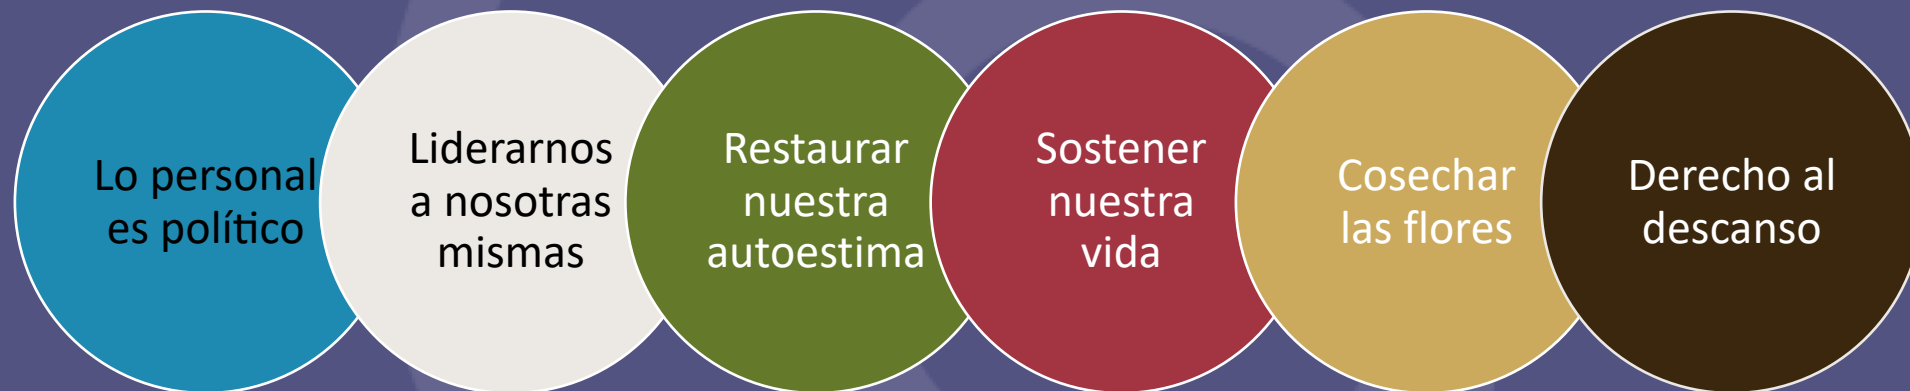 Lo personal
es político
Liderarnos
a nosotras
mismas
Restaurar
nuestra
autoestima
Sostener
nuestra
vida
Cosechar
las flores
Derecho al
descanso